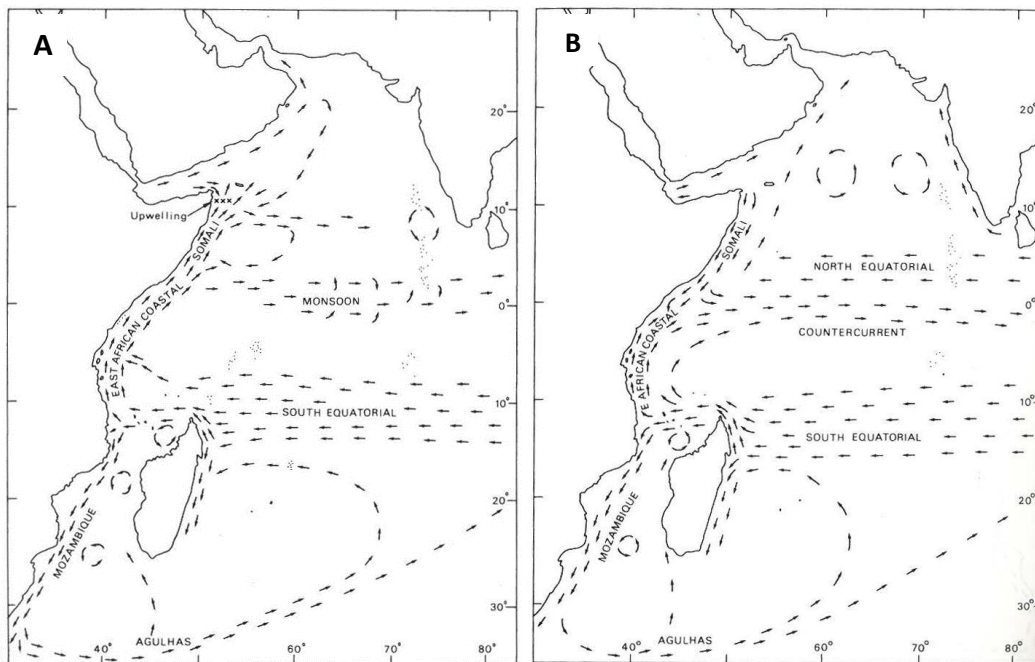 A
20°
10°
Upwelling
SOMALI
MONSOON
0°
EAST AFRICAN COASTAL
SOUTH EQUATORIAL
10°
20°
MOZAMBIQUE
30°
AGULHAS
40°
50°
60°
70°
80°
B
20°
10°
SOMALI
NORTH EQUATORIAL
0°
COUNTERCURRENT
E AFRICAN COASTAL
10°
SOUTH EQUATORIAL
20°
MOZAMBIQUE
30°
AGULHAS
40°
50°
60°
70°
80°